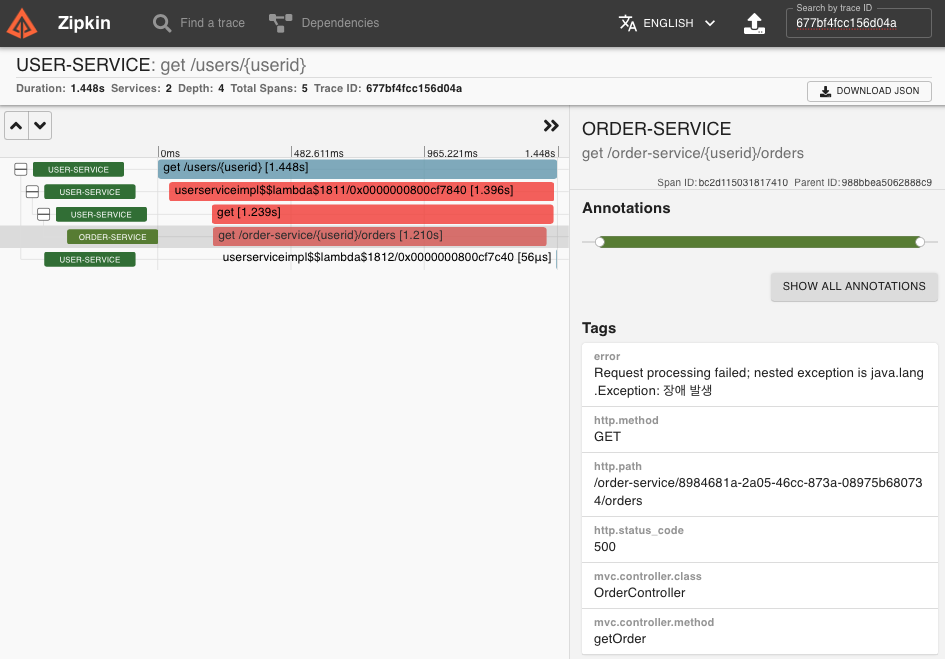 Zipkin
Find a trace
Dependencies
ENGLISH
Search by trace ID
677bf4fcc156d04a
USER-SERVICE: get /users/{userid}
Duration: 1.448s Services: 2 Depth: 4 Total Spans: 5 Trace ID: 677bf4fcc156d04a
DOWNLOAD JSON
0ms 482.611ms 965.221ms 1.448s
USER-SERVICE get /users/{userid} [1.448s]
USER-SERVICE userserviceimpl$$lambda$1811/0x0000000800cf7840 [1.396s]
USER-SERVICE get [1.239s]
ORDER-SERVICE get /order-service/{userid}/orders [1.210s]
USER-SERVICE userserviceimpl$$lambda$1812/0x0000000800cf7c40 [56μs]
ORDER-SERVICE
get /order-service/{userid}/orders
Span ID: bc2d115031817410 Parent ID: 988bbea5062888c9
Annotations
SHOW ALL ANNOTATIONS
Tags
error
Request processing failed; nested exception is java.lang
.Exception: 장애 발생
http.method
GET
http.path
/order-service/8984681a-2a05-46cc-873a-08975b68073
4/orders
http.status_code
500
mvc.controller.class
OrderController
mvc.controller.method
getOrder